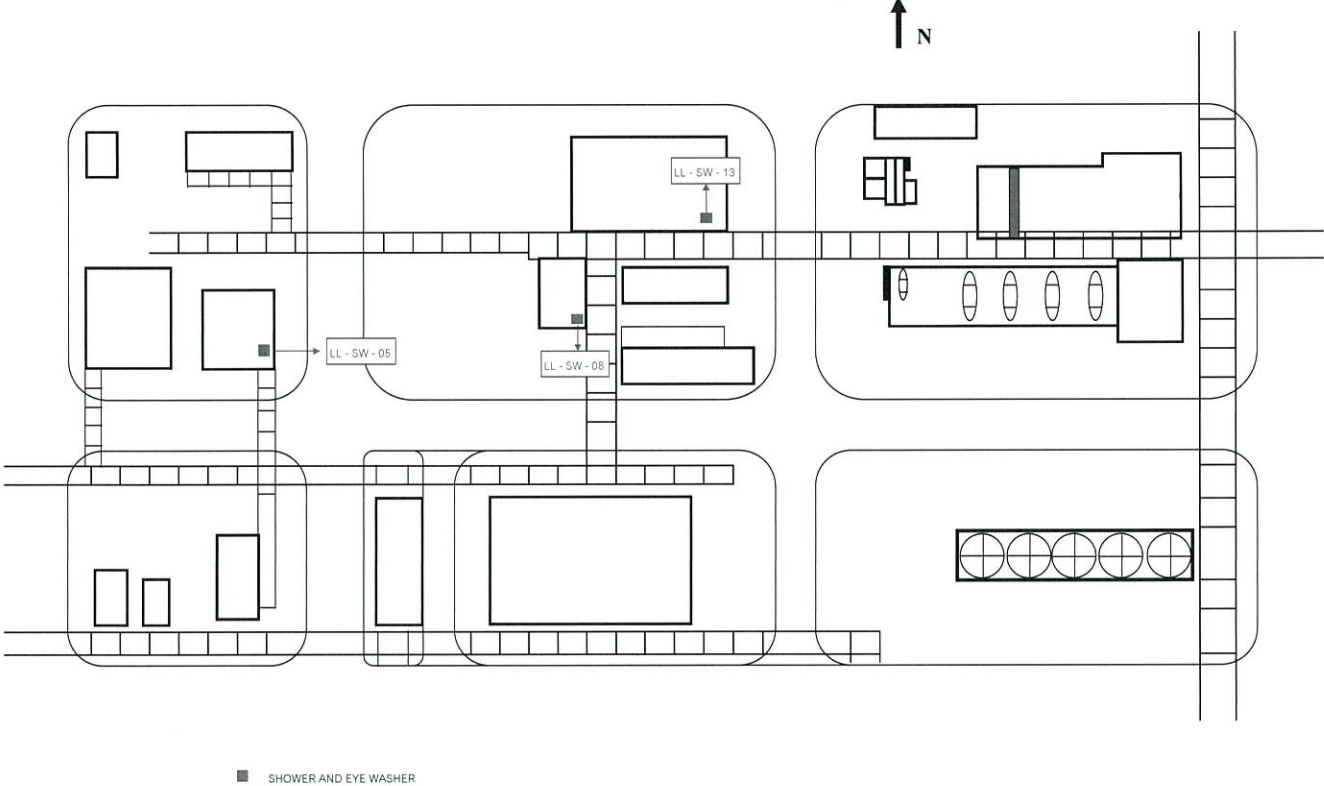 N
LL - SW - 13
LL - SW - 05
LL - SW - 08
SHOWER AND EYE WASHER